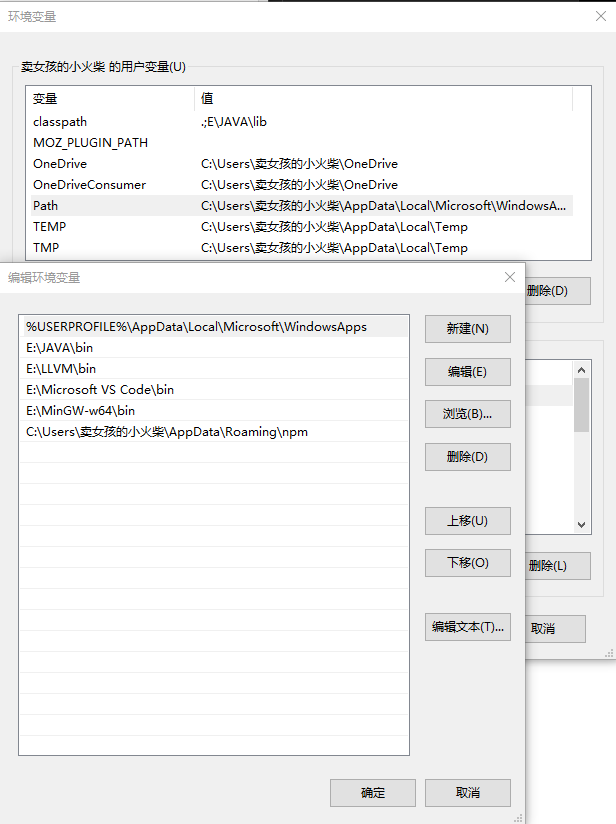 环境变量
卖女孩的小火柴 的用户变量(U)
变量 值
classpath .;E\JAVA\lib
MOZ_PLUGIN_PATH
OneDrive C:\Users\卖女孩的小火柴\OneDrive
OneDriveConsumer C:\Users\卖女孩的小火柴\OneDrive
Path C:\Users\卖女孩的小火柴\AppData\Local\Microsoft\WindowsA...
TEMP C:\Users\卖女孩的小火柴\AppData\Local\Temp
TMP C:\Users\卖女孩的小火柴\AppData\Local\Temp
删除(D)
编辑环境变量
%USERPROFILE%\AppData\Local\Microsoft\WindowsApps
E:\JAVA\bin
E:\LLVM\bin
E:\Microsoft VS Code\bin
E:\MinGW-w64\bin
C:\Users\卖女孩的小火柴\AppData\Roaming\npm
新建(N)
编辑(E)
浏览(B)...
删除(D)
上移(U)
下移(O)
编辑文本(T)...
确定
取消
删除(L)
取消